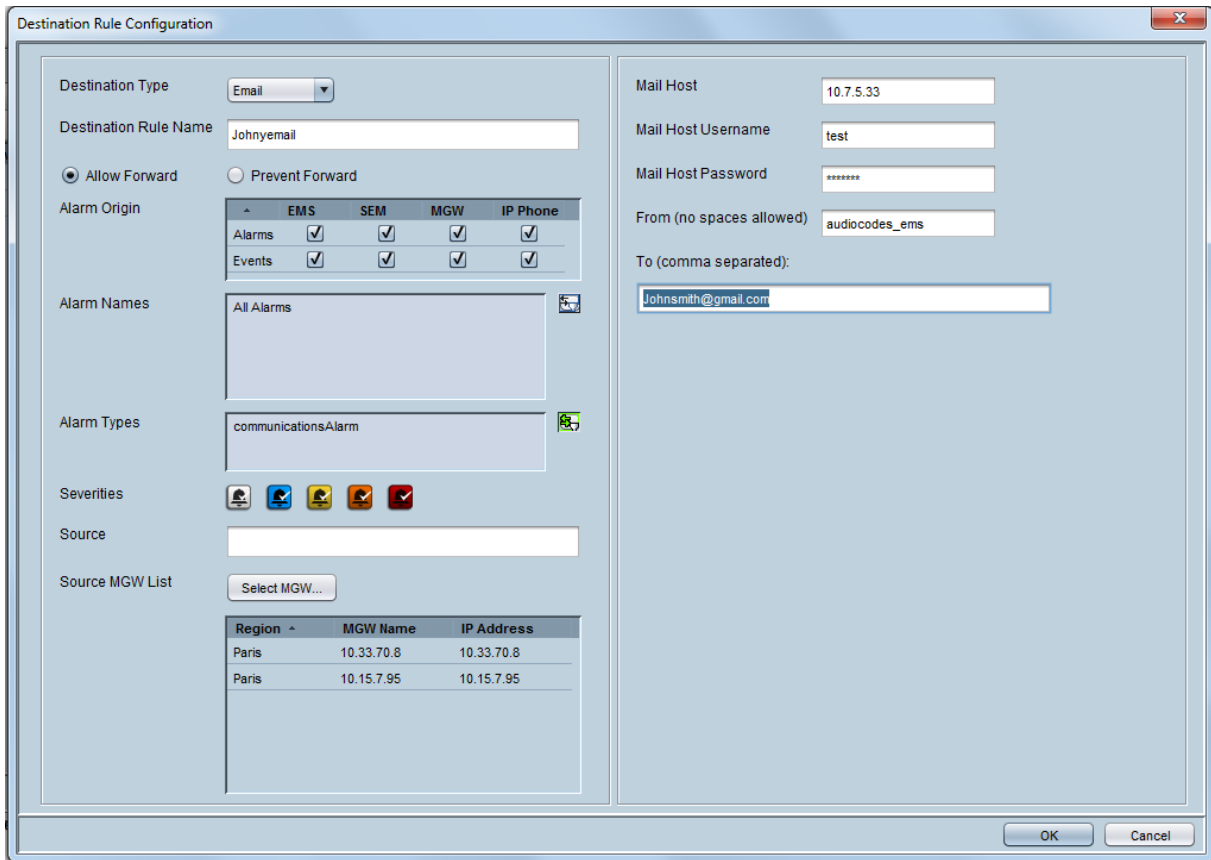 Destination Rule Configuration
Destination Type
Email
Destination Rule Name
Johnyemail
Allow Forward
Prevent Forward
Alarm Origin
EMS SEM MGW IP Phone
Alarms
Events
Alarm Names
All Alarms
Alarm Types
communicationsAlarm
Severities
Source
Source MGW List
Select MGW...
Region MGW Name IP Address
Paris 10.33.70.8 10.33.70.8
Paris 10.15.7.95 10.15.7.95
Mail Host
10.7.5.33
Mail Host Username
test
Mail Host Password
*******
From (no spaces allowed)
audiocodes_ems
To (comma separated):
Johnsmith@gmail.com
OK
Cancel